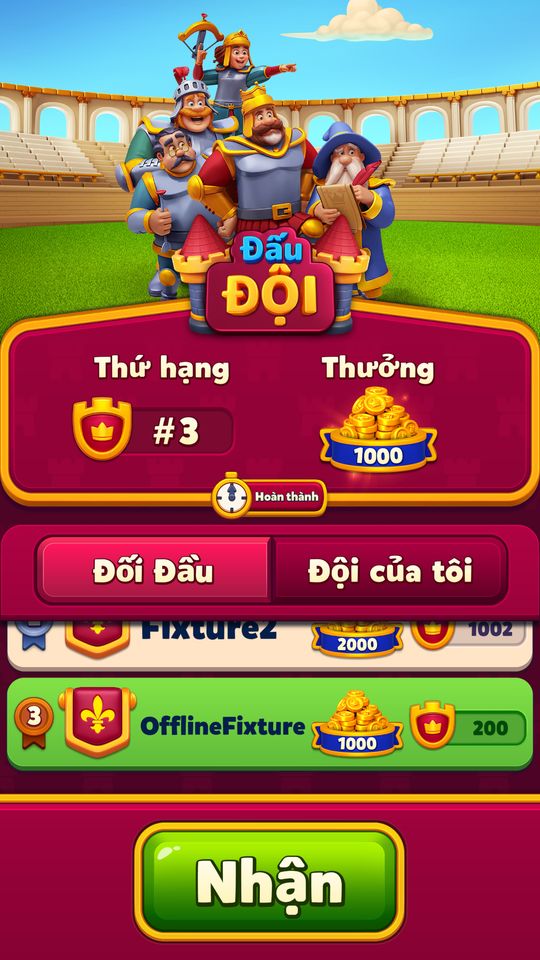 Đấu
ĐỘI
Thứ hạng
Thưởng
#3
1000
Hoàn thành
Đối Đầu
Đội của tôi
Fixture2
2000
1002
3
OfflineFixture
1000
200
Nhận